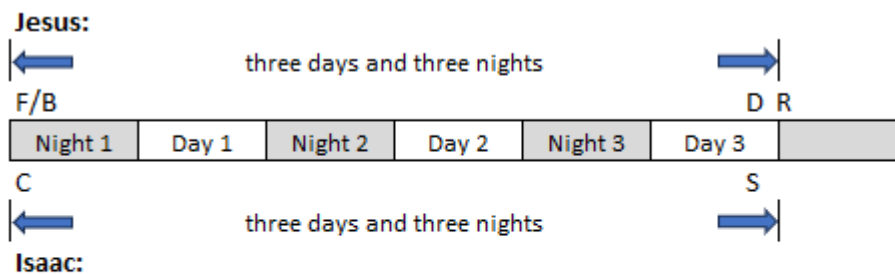 Jesus:
three days and three nights
F/B D R
Night 1 Day 1 Night 2 Day 2 Night 3 Day 3
C S
three days and three nights
Isaac: